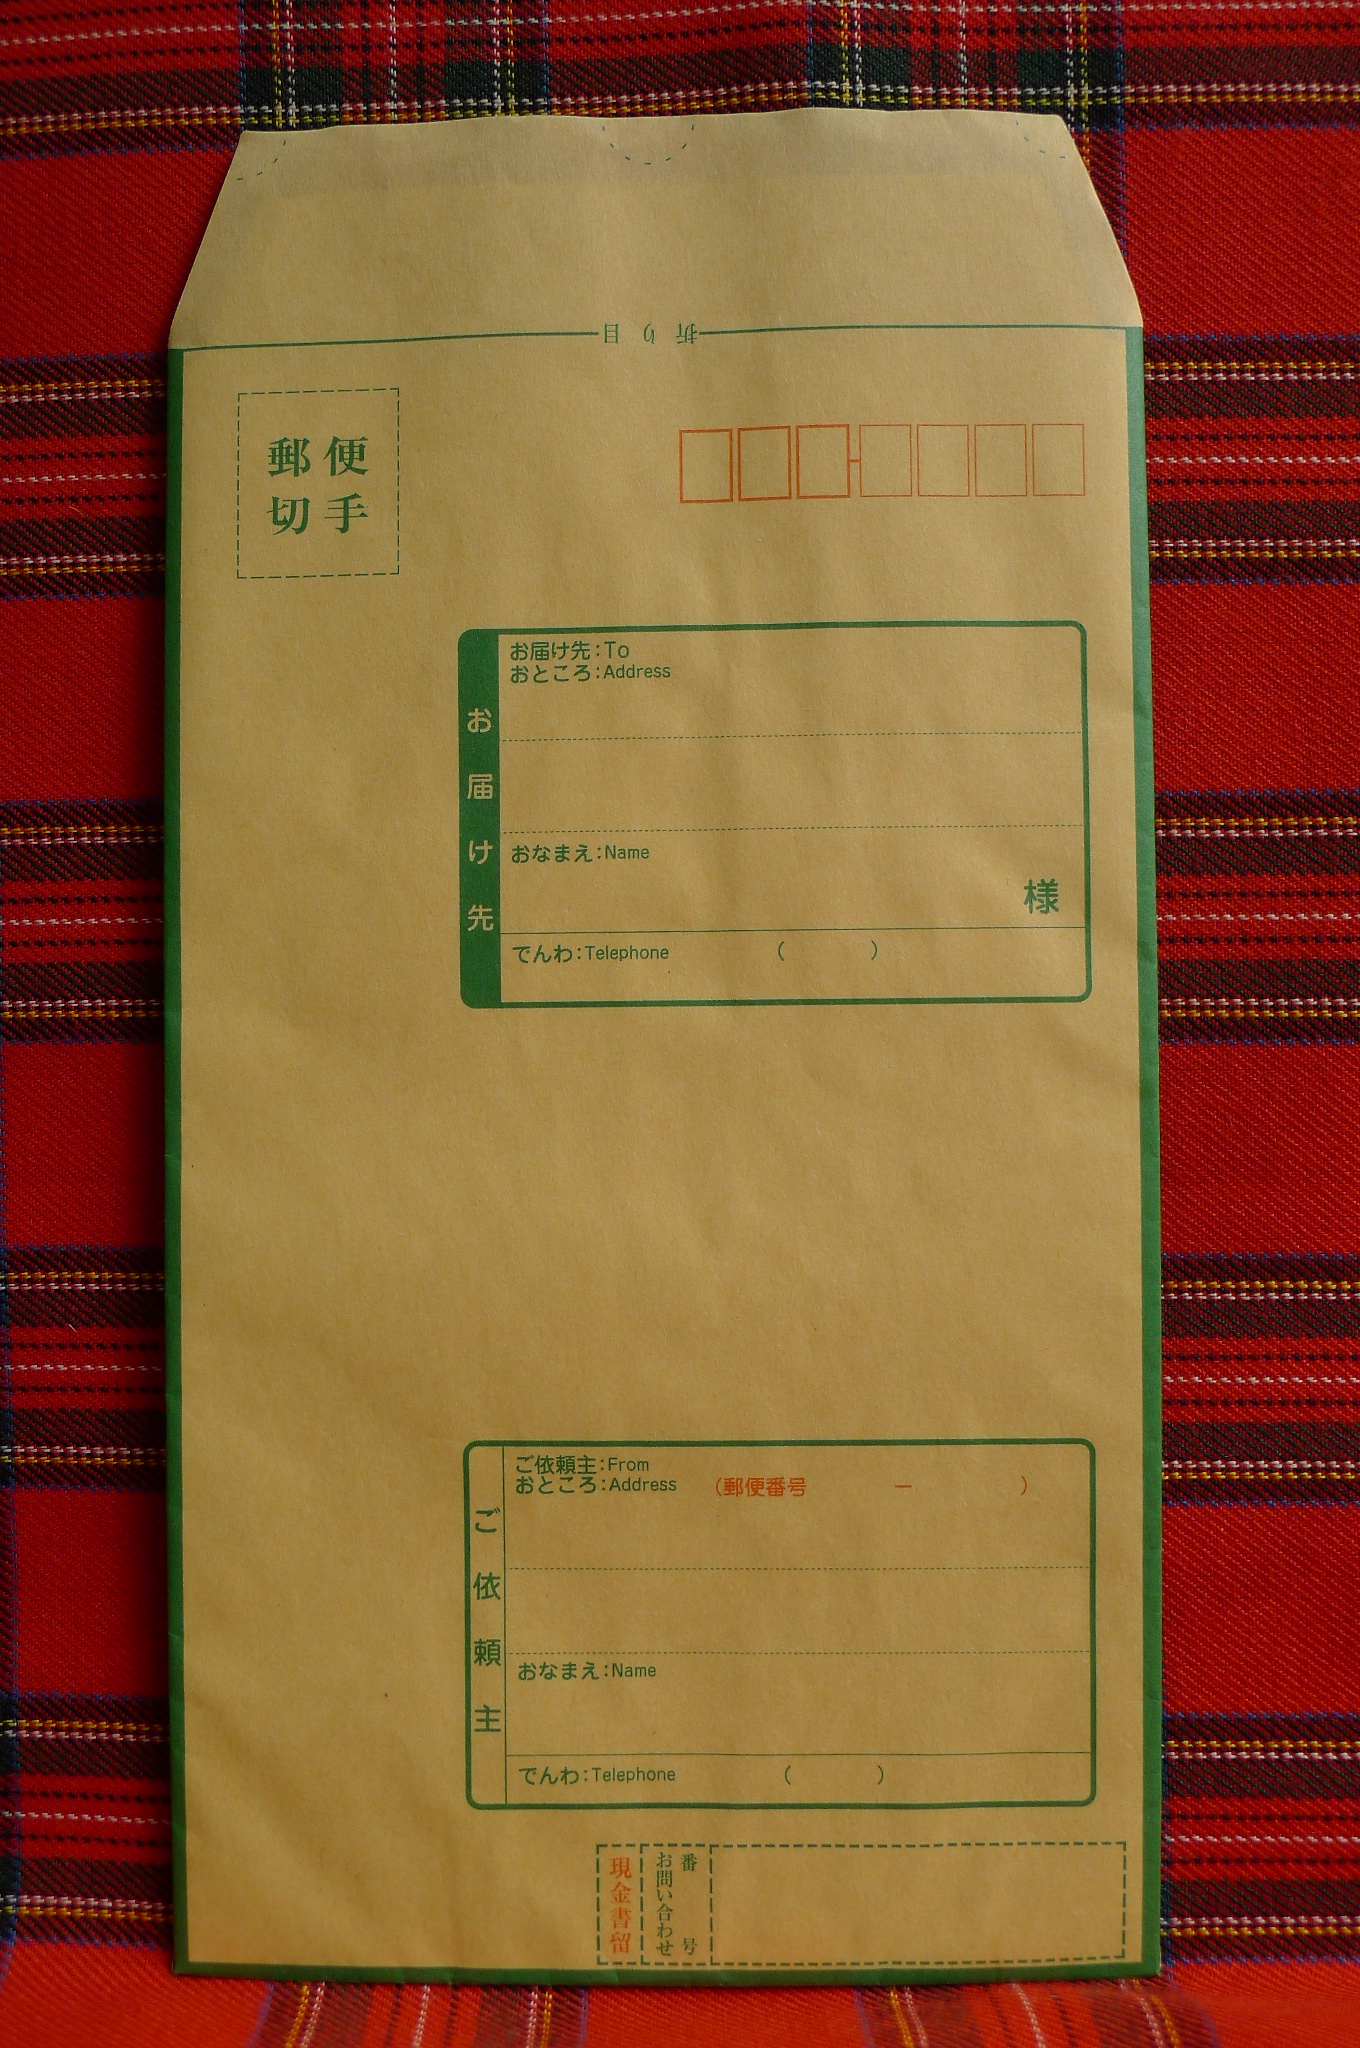 折り目
郵便
切手
お届け先
お届け先:To
おところ:Address
おなまえ:Name
様
でんわ:Telephone ( )
ご依頼主
ご依頼主:From
おところ:Address (郵便番号 ー )
おなまえ:Name
でんわ:Telephone ( )
現金書留
お問い合わせ
番号